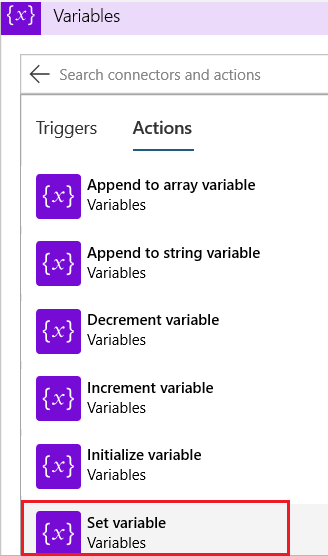 {x} Variables
Search connectors and actions
Triggers Actions
{x} Append to array variable
Variables
{x} Append to string variable
Variables
{x} Decrement variable
Variables
{x} Increment variable
Variables
{x} Initialize variable
Variables
{x} Set variable
Variables